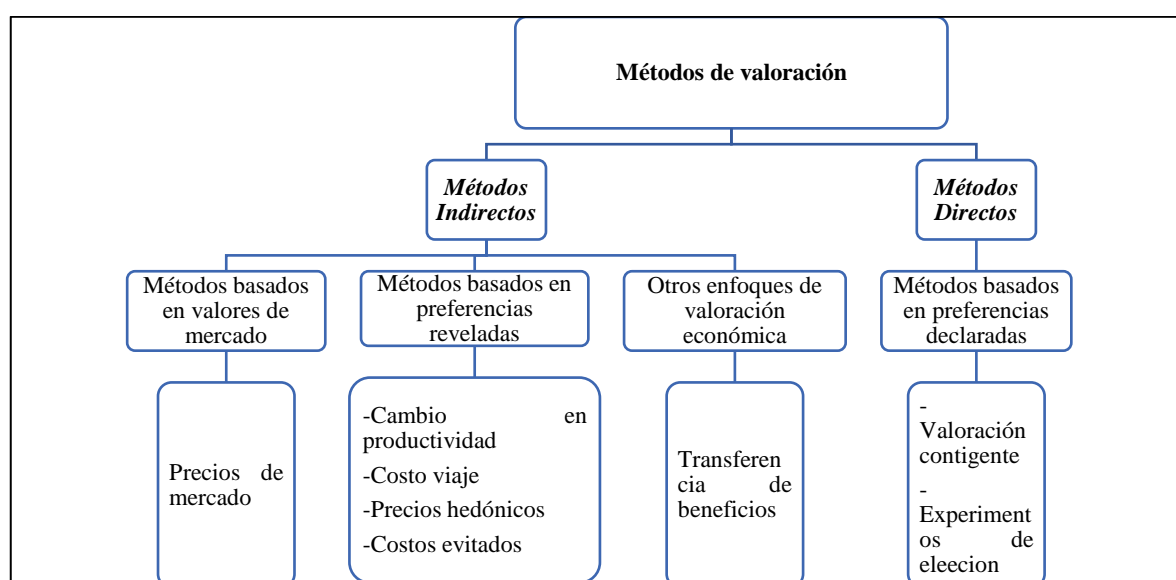 Métodos de valoración
Métodos
Indirectos
Métodos
Directos
Métodos basados
en valores de
mercado
Métodos basados en
preferencias
reveladas
Otros enfoques de
valoración
económica
Métodos basados
en preferencias
declaradas
Precios de
mercado
-Cambio en
productividad
-Costo viaje
-Precios hedónicos
-Costos evitados
Transferen
cia de
beneficios
-
Valoración
contigente
-
Experiment
os de
eleecion